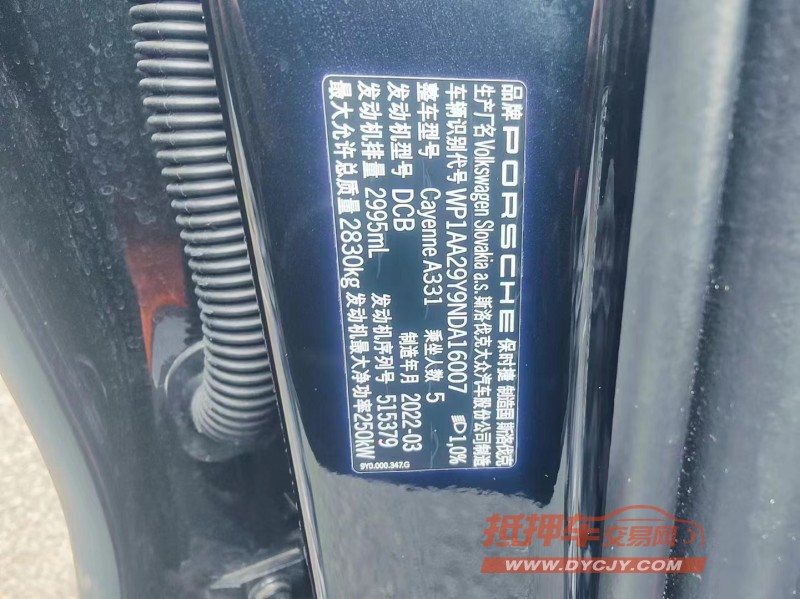 品牌 PORSCHE 保时捷 制造国 斯洛伐克
生产厂名 Volkswagen Slovakia a.s. 斯洛伐克大众汽车股份公司制造
车辆识别代号 WP1AA29Y9NDA16007 1,0%
整车型号 Cayenne A331 乘坐人数 5
发动机型号 DCB 制造年月 2022-03
发动机排量 2995mL 发动机序列号 515379
最大允许总质量 2830kg 发动机最大净功率250kW
9Y0.000.347.G
抵押车交易网
WWW.DYCJY.COM